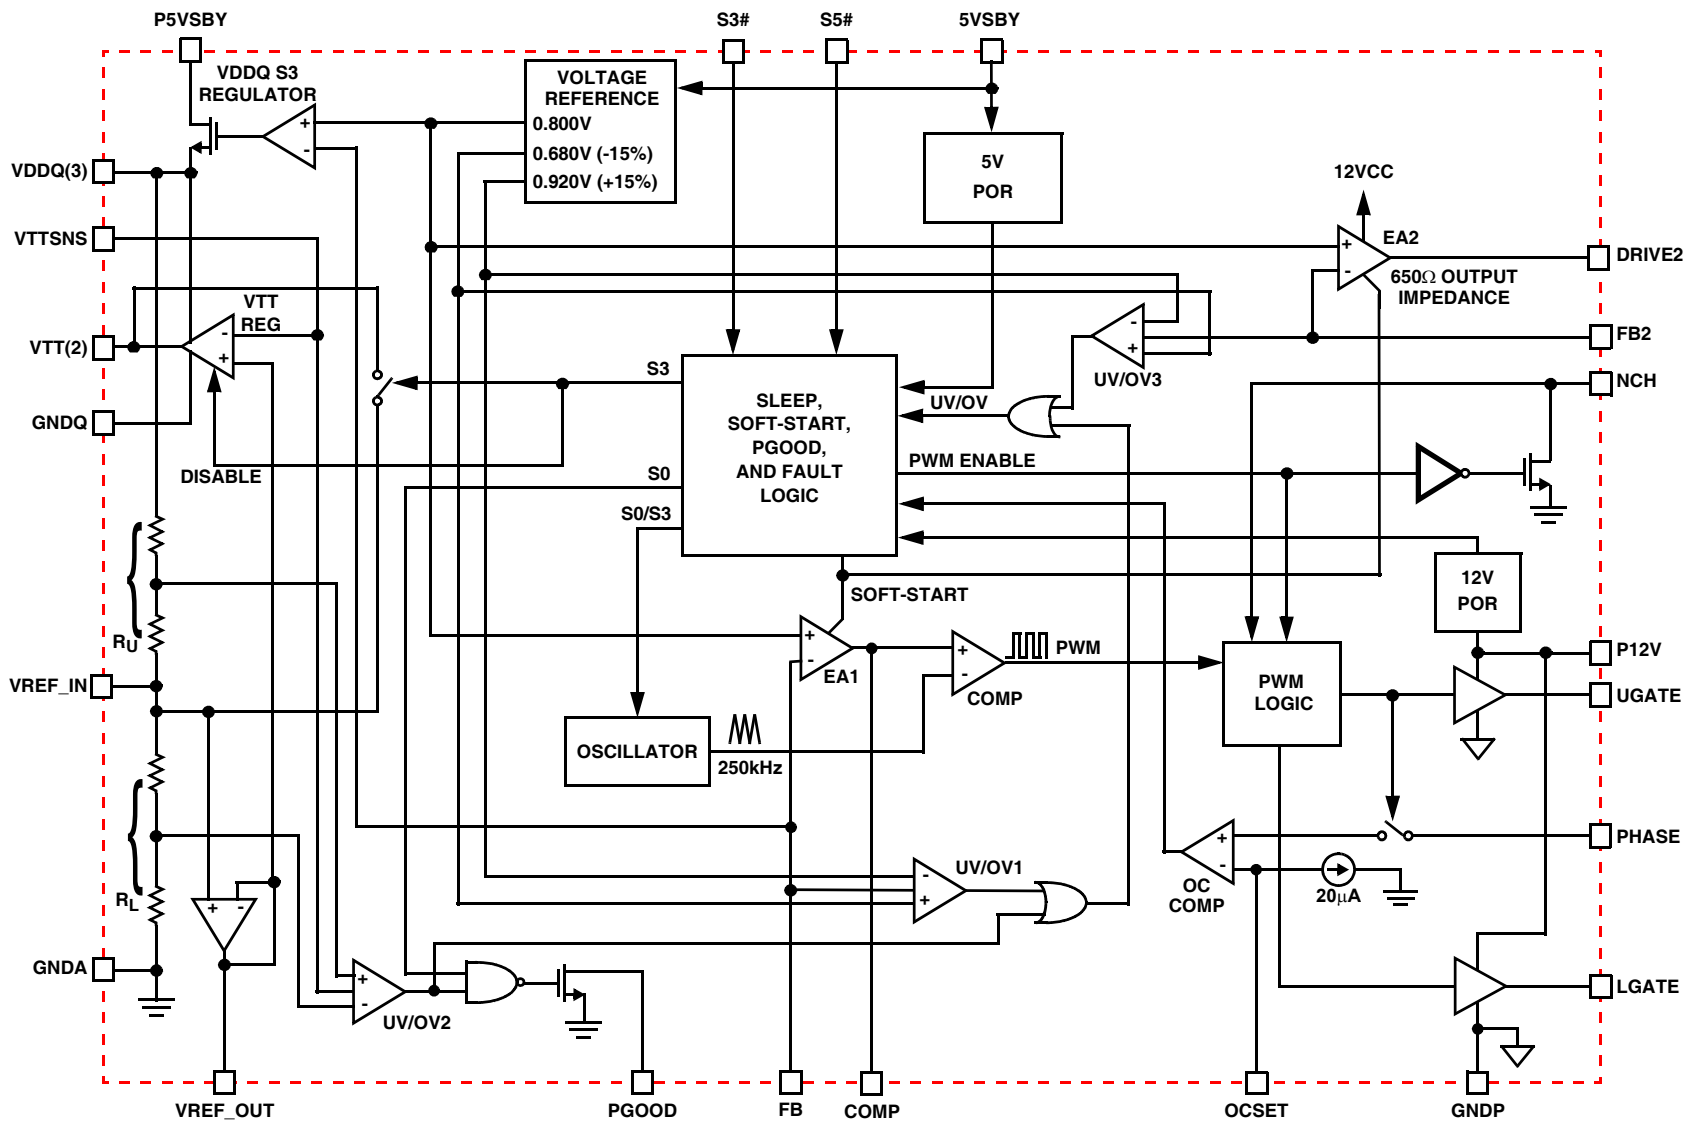 P5VSBY
S3#
S5#
5VSBY
VDDQ S3
REGULATOR
+
-
VOLTAGE
REFERENCE
0.800V
0.680V (-15%)
0.920V (+15%)
5V
POR
12VCC
VDDQ(3)
VTTSNS
+
-
EA2
650Ω OUTPUT
IMPEDANCE
DRIVE2
VTT
REG
-
+
VTT(2)
-
+
UV/OV3
FB2
S3
NCH
GNDQ
DISABLE
SLEEP,
SOFT-START,
PGOOD,
AND FAULT
LOGIC
UV/OV
PWM ENABLE
S0
S0/S3
SOFT-START
12V
POR
RU
+
-
EA1
+
-
COMP
PWM
P12V
VREF_IN
PWM
LOGIC
UGATE
OSCILLATOR
250kHz
PHASE
+
-
OC
COMP
20μA
UV/OV1
-
+
RL
+
-
GNDA
+
-
UV/OV2
LGATE
VREF_OUT
PGOOD
FB
COMP
OCSET
GNDP